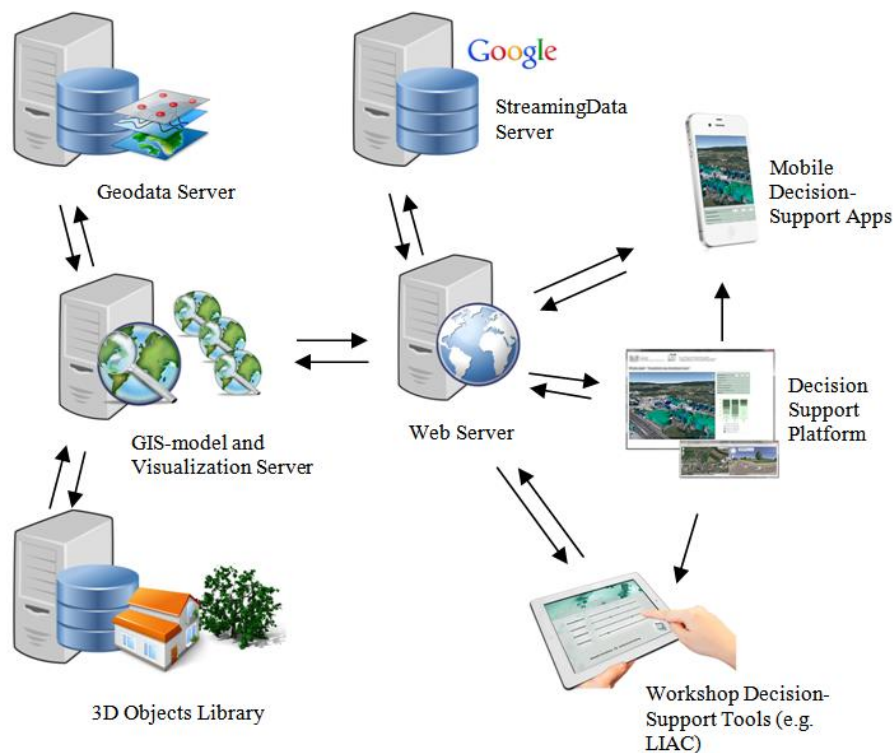 Google
StreamingData
Server
Geodata Server
Mobile
Decision-
Support Apps
GIS-model and
Visualization Server
Web Server
Decision
Support
Platform
3D Objects Library
Workshop Decision-
Support Tools (e.g.
LIAC)